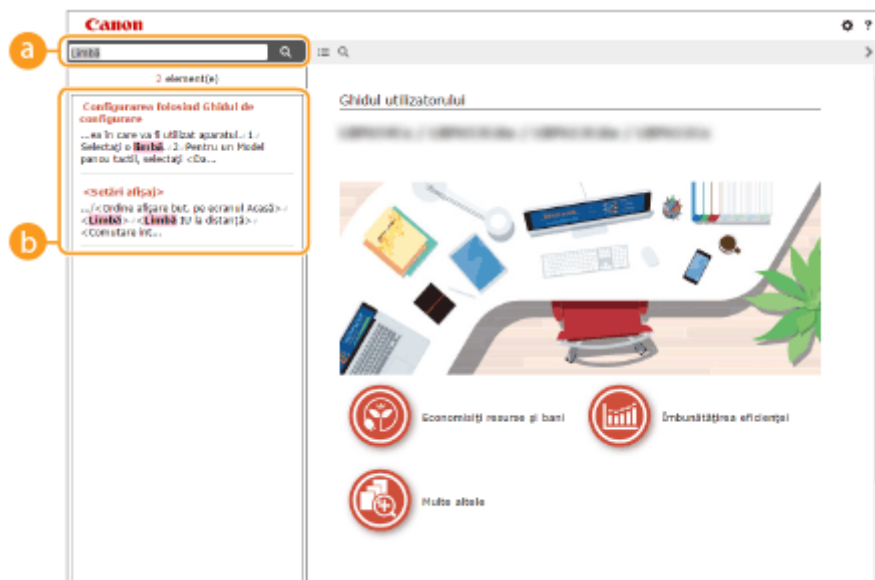 Canon
?
a
Limbă
2 element(e)
Ghidul utilizatorului
b
Configurarea folosind Ghidul de
configurare
...ea în care va fi utilizat aparatul. 1
Selectați o limbă. 2. Pentru un Model
panou tactil, selectați <Da...
<Setări afișaj>
.../<Ordine afișare but. pe ecranul Acasă>
<Limbă> <Limbă IU la distanță>
<Comutare int...
Economisiți resurse și bani
Îmbunătățirea eficienței
Multe altele